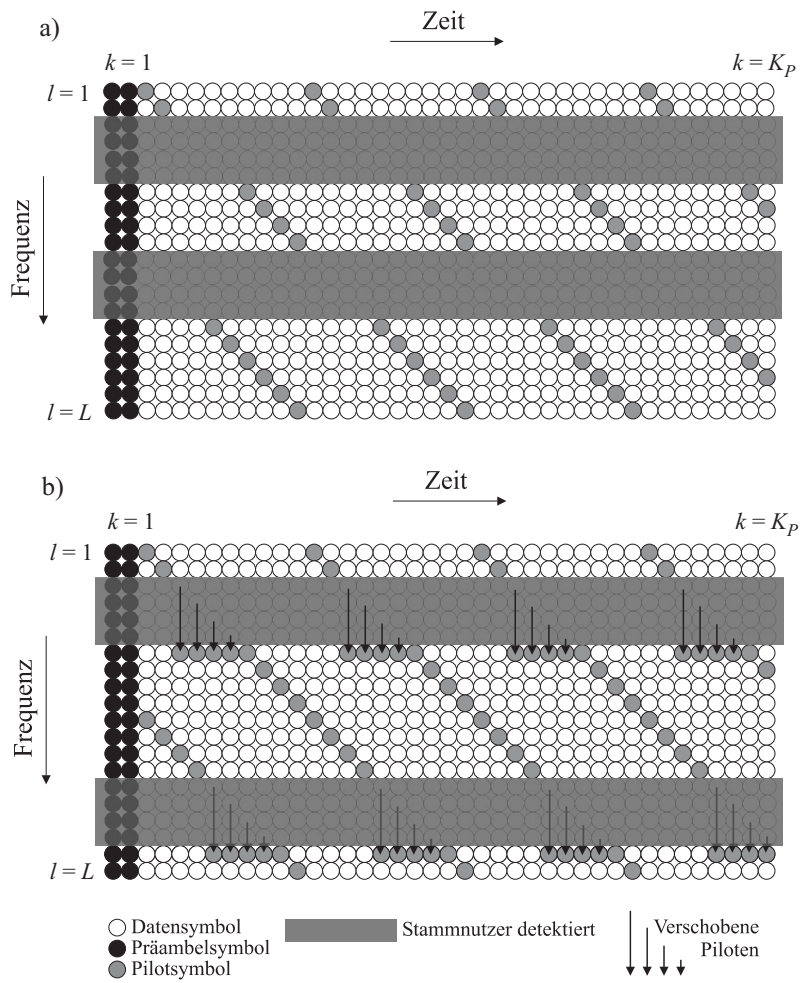 a)
Zeit
k = 1
k = K_P
l = 1
Frequenz
l = L
b)
Zeit
k = 1
k = K_P
l = 1
Frequenz
l = L
Datensymbol
Präambelsymbol
Pilotsymbol
Stammnutzer detektiert
Verschobene
Piloten